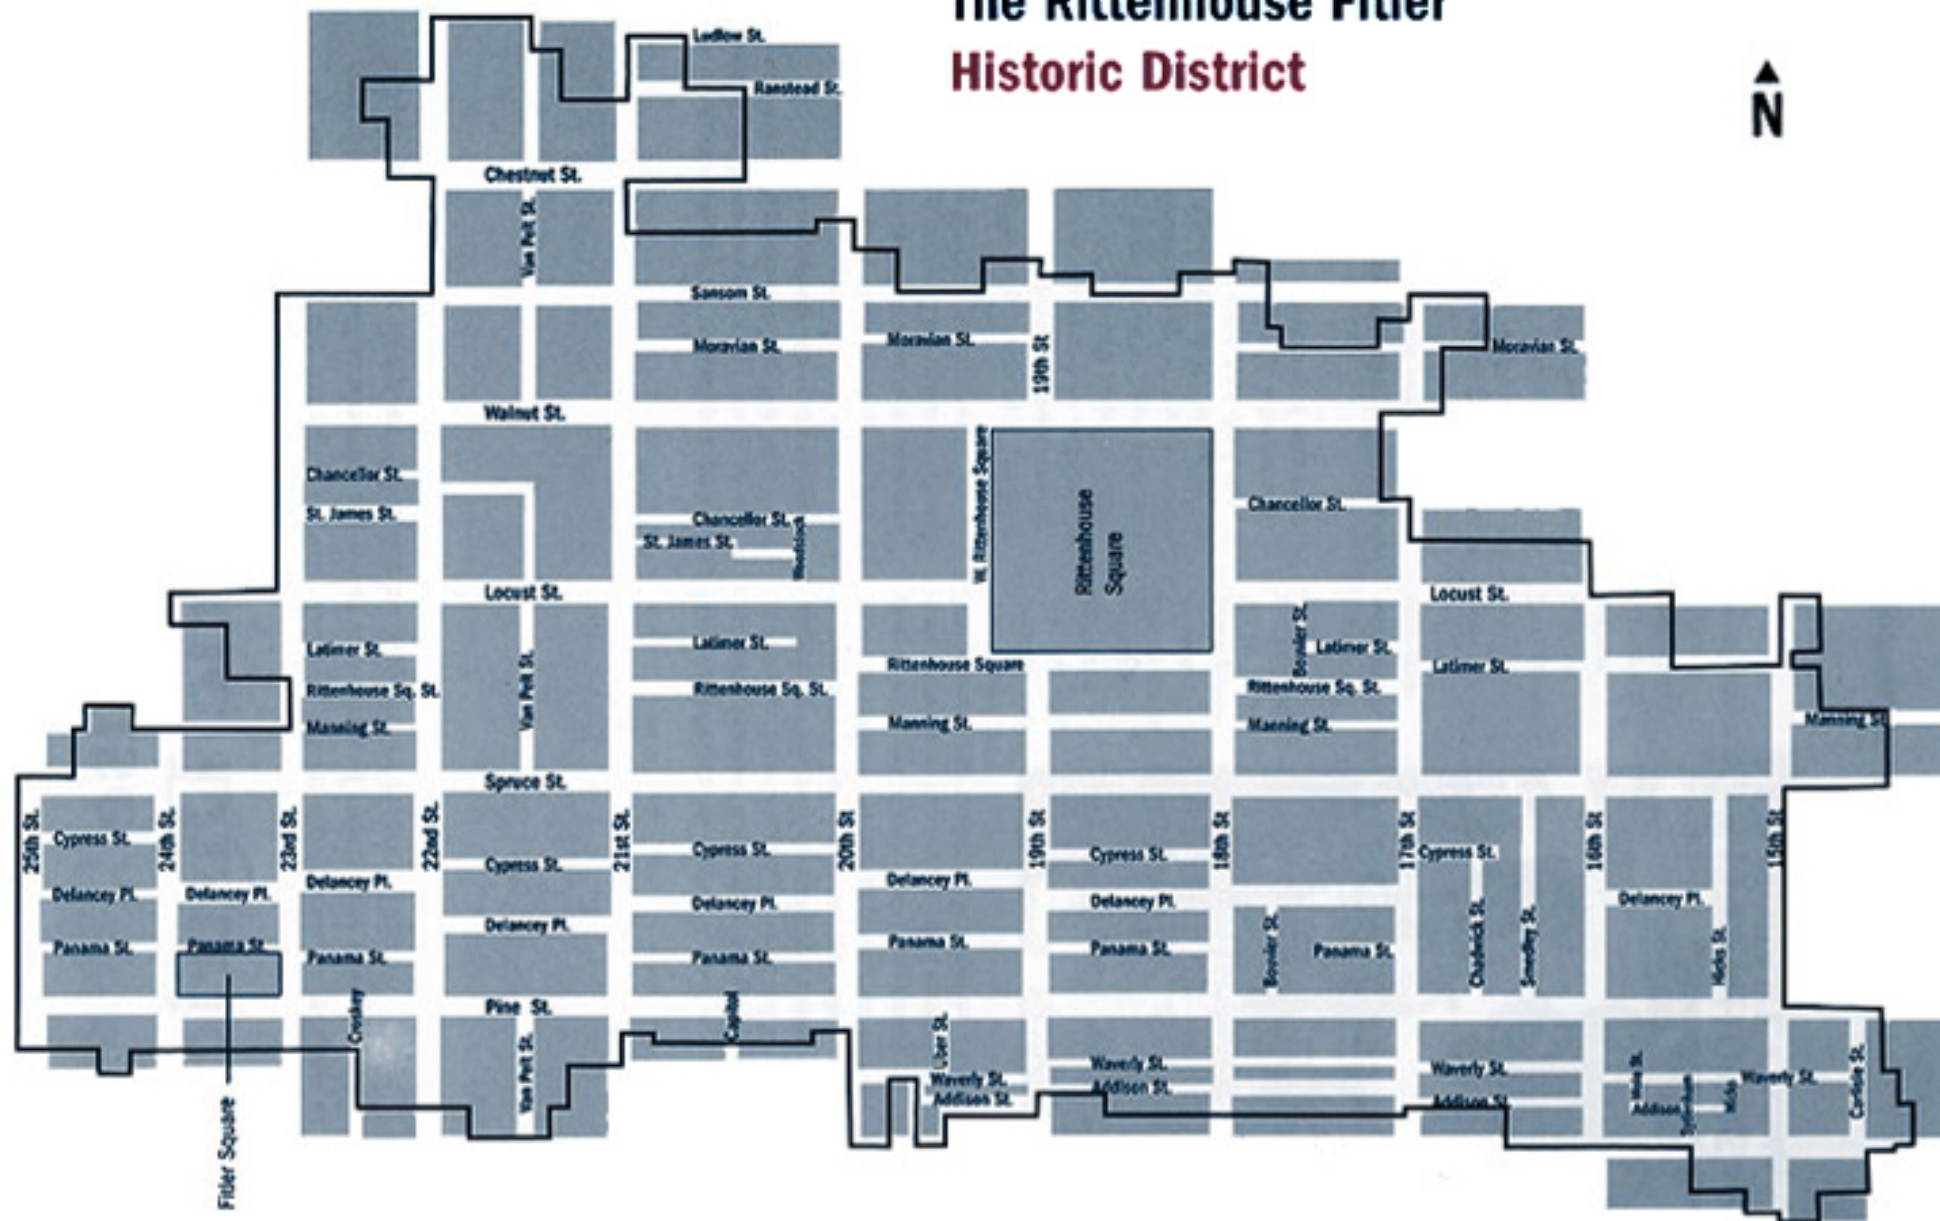 The Rittenhouse Fitler
Historic District
N
Ludlow St.
Ranstead St.
Chestnut St.
Van Pelt St.
Sansom St.
Moravian St.
Moravian St.
19th St
Moravian St.
Walnut St.
Chancellor St.
St. James St.
Chancellor St.
St. James St.
Woodstock
W. Rittenhouse Square
Rittenhouse
Square
Chancellor St.
Locust St.
Locust St.
Latimer St.
Rittenhouse Sq. St.
Manning St.
Van Pelt St.
Latimer St.
Rittenhouse Sq. St.
Rittenhouse Square
Manning St.
Bouvier St.
Latimer St.
Rittenhouse Sq. St.
Manning St.
Latimer St.
Manning St
Spruce St.
25th St.
24th St.
23rd St.
22nd St.
21st St.
20th St
19th St
18th St
17th St
16th St
15th St
Cypress St.
Delancey Pl.
Panama St.
Delancey Pl.
Panama St.
Delancey Pl.
Panama St.
Cypress St.
Delancey Pl.
Cypress St.
Delancey Pl.
Panama St.
Delancey Pl.
Panama St.
Cypress St.
Delancey Pl.
Panama St.
Bouvier St.
Panama St.
Cypress St.
Chadwick St.
Smedley St.
Delancey Pl.
Hicks St.
Pine St.
Cuskey
Van Pelt St.
Capitol
Uber St.
Waverly St.
Addison St.
Waverly St.
Addison St.
Waverly St.
Addison St.
Addison
Hicks
Waverly St.
Carlisle St.
Fitler Square